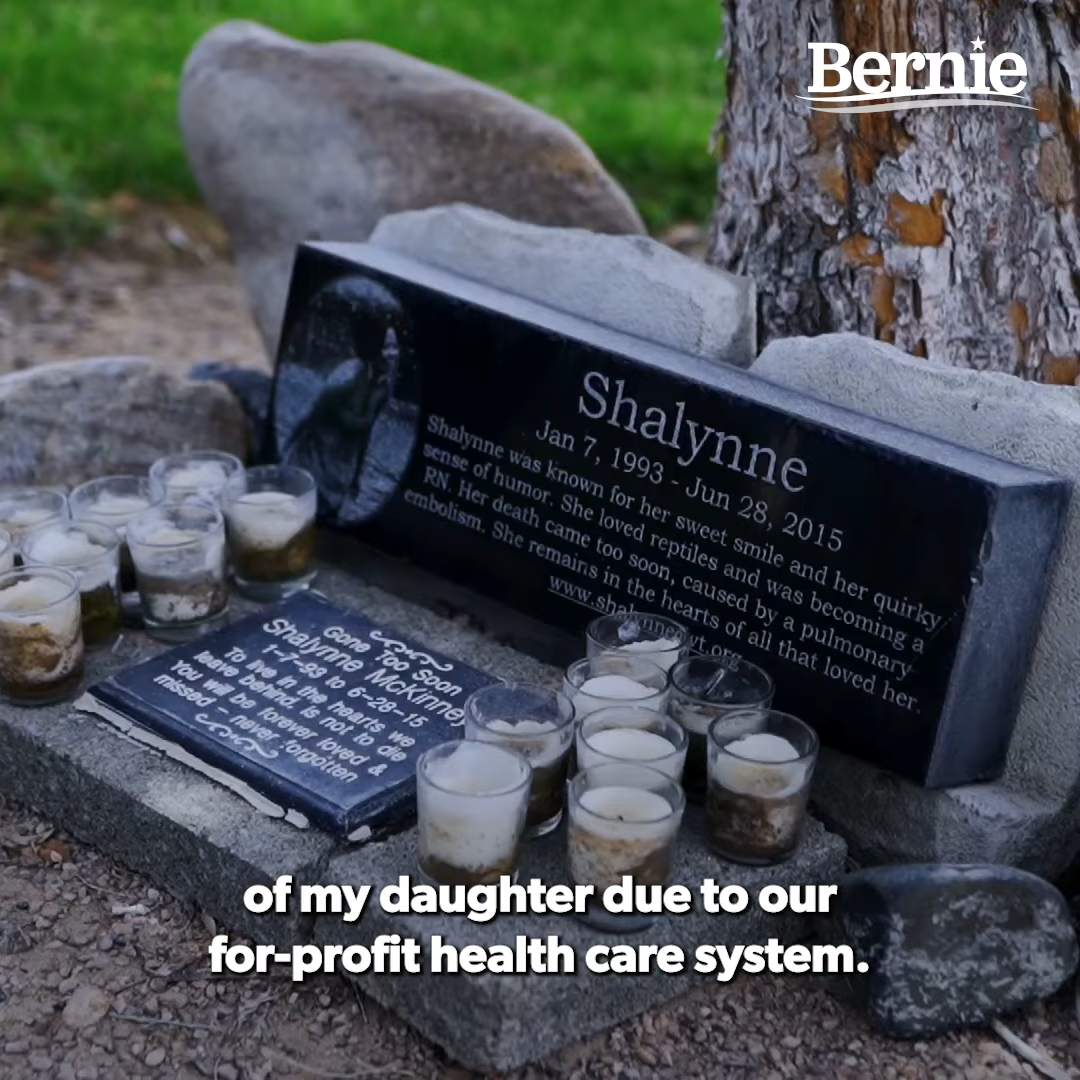 Bernie
Shalynne
Jan 7, 1993 - Jun 28, 2015
Shalynne was known for her sweet smile and her quirky
sense of humor. She loved reptiles and was becoming a
RN. Her death came too soon, caused by a pulmonary
embolism. She remains in the hearts of all that loved her.
Gone Too Soon
Shalynne McKinney
1-7-93 to 6-28-15
To live in the hearts we
leave behind, is not to die
You will be forever loved &
missed - never forgotten
of my daughter due to our
for-profit health care system.